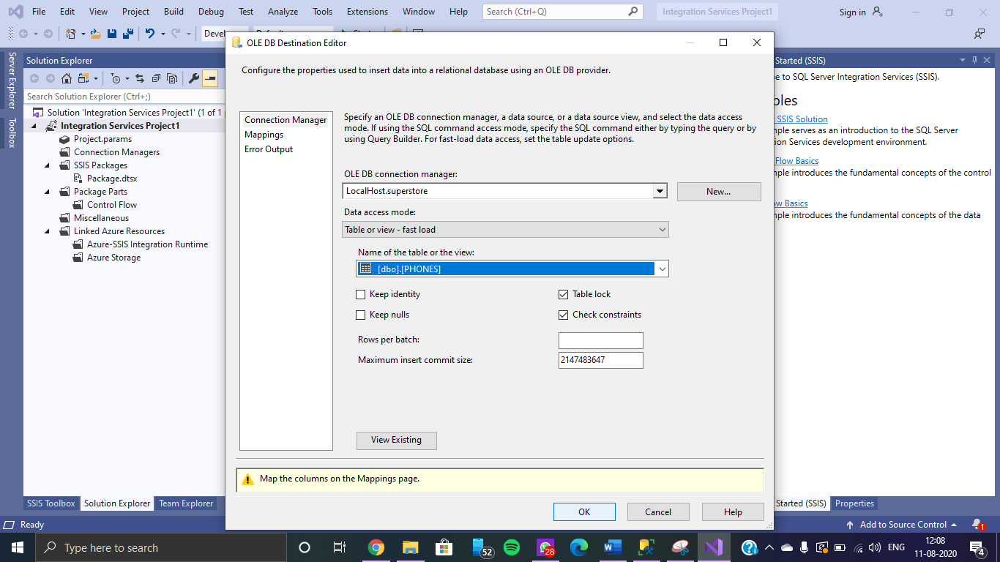 File Edit View Project Build Debug Test Analyze Tools Extensions Window Help Search (Ctrl+Q) Integration Services Project1 Sign in
Solution Explorer
Search Solution Explorer (Ctrl+;)
Solution 'Integration Services Project1' (1 of 1
Integration Services Project1
Project.params
Connection Managers
SSIS Packages
Package.dtsx
Package Parts
Control Flow
Miscellaneous
Linked Azure Resources
Azure-SSIS Integration Runtime
Azure Storage
Server Explorer
Toolbox
SSIS Toolbox Solution Explorer Team Explorer
OLE DB Destination Editor
Configure the properties used to insert data into a relational database using an OLE DB provider.
Connection Manager
Mappings
Error Output
Specify an OLE DB connection manager, a data source, or a data source view, and select the data access
mode. If using the SQL command access mode, specify the SQL command either by typing the query or by
using Query Builder. For fast-load data access, set the table update options.
OLE DB connection manager:
LocalHost.superstore
New...
Data access mode:
Table or view - fast load
Name of the table or the view:
[dbo].[PHONES]
Keep identity Table lock
Keep nulls Check constraints
Rows per batch:
Maximum insert commit size: 2147483647
View Existing
Map the columns on the Mappings page.
OK Cancel Help
Started (SSIS)
e to SQL Server Integration Services (SSIS).
ples
SSIS Solution
mple serves as an introduction to the SQL Server
ion Services development environment.
Flow Basics
mple introduces the fundamental concepts of the control
ow Basics
mple introduces the fundamental concepts of the data
Started (SSIS) Properties
Ready Add to Source Control 1
Type here to search 52 28 ENG 12:08
11-08-2020 4